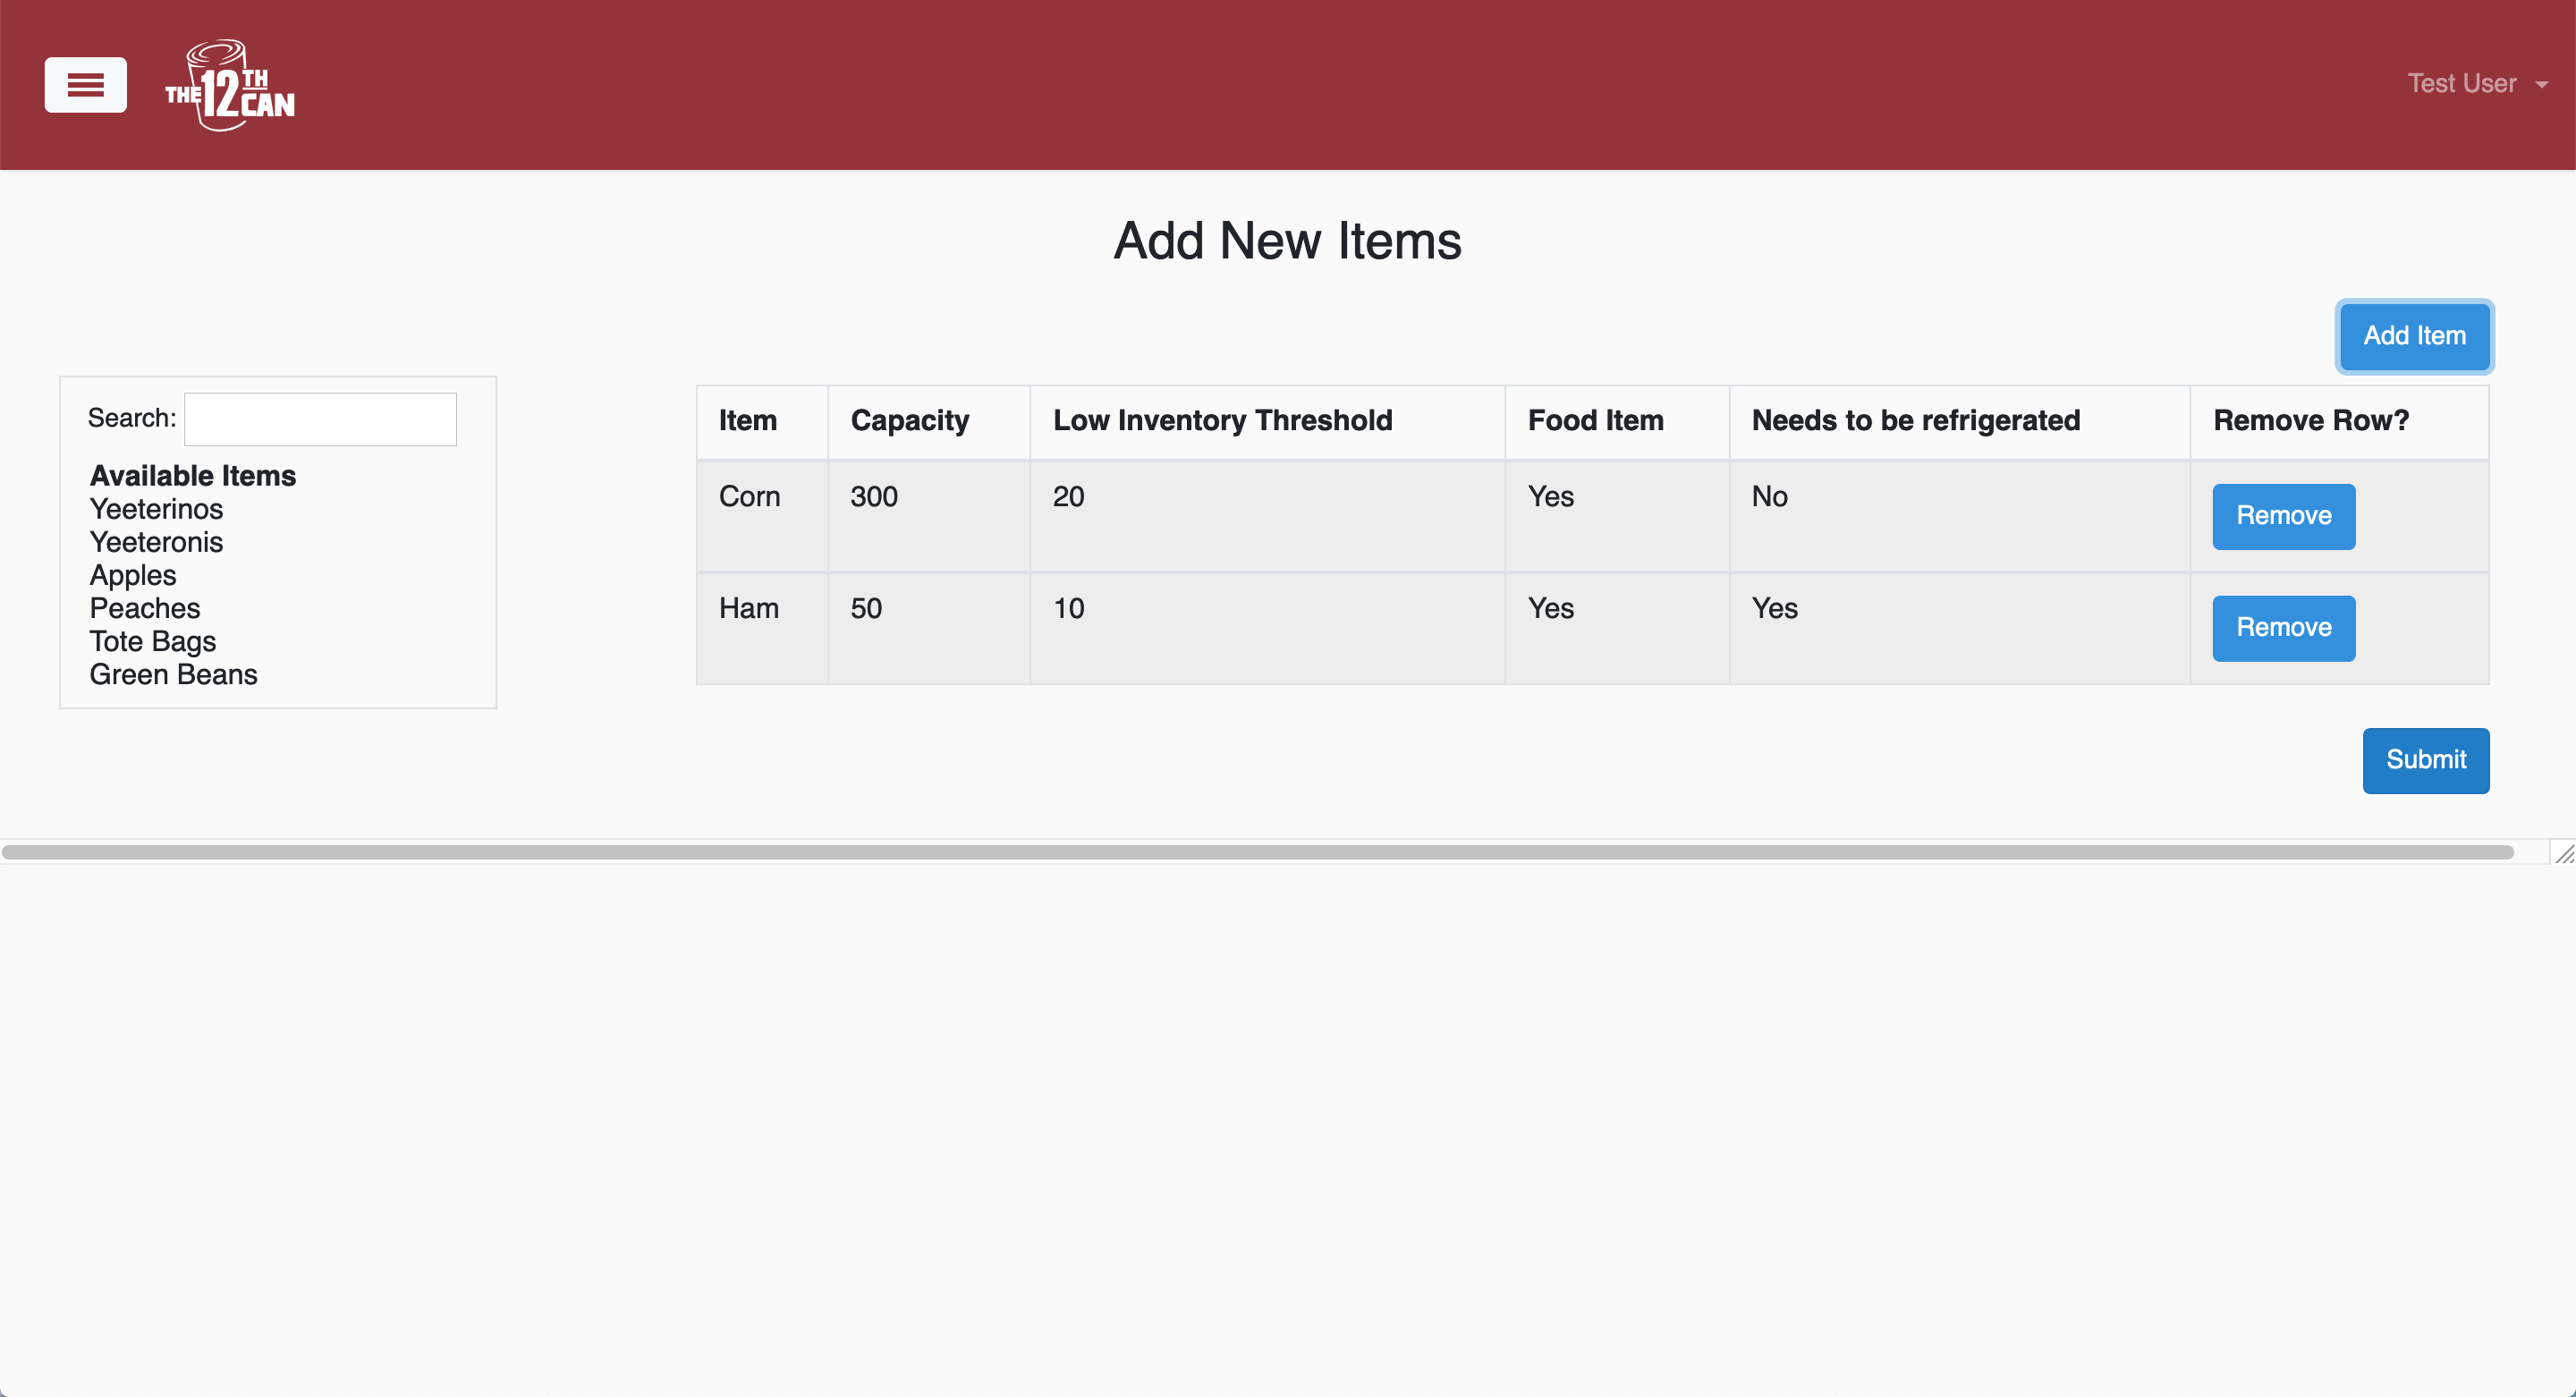 THE 12TH CAN
Test User
Add New Items
Add Item
Search:
Available Items
Yeeterinos
Yeeteronis
Apples
Peaches
Tote Bags
Green Beans
Item Capacity Low Inventory Threshold Food Item Needs to be refrigerated Remove Row?
Corn 300 20 Yes No Remove
Ham 50 10 Yes Yes Remove
Submit